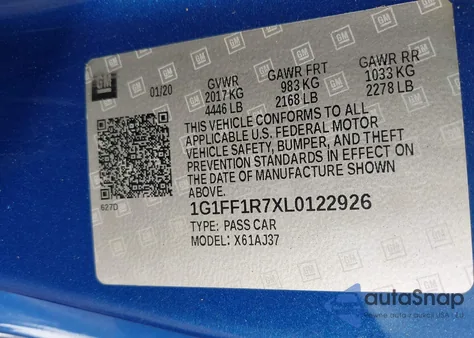 GM
01/20
GVWR
2017 KG
4446 LB
GAWR FRT
983 KG
2168 LB
GAWR RR
1033 KG
2278 LB
THIS VEHICLE CONFORMS TO ALL
APPLICABLE U.S. FEDERAL MOTOR
VEHICLE SAFETY, BUMPER, AND THEFT
PREVENTION STANDARDS IN EFFECT ON
THE DATE OF MANUFACTURE SHOWN
ABOVE.
627D
1G1FF1R7XL0122926
TYPE: PASS CAR
MODEL: X61AJ37
autoSnap